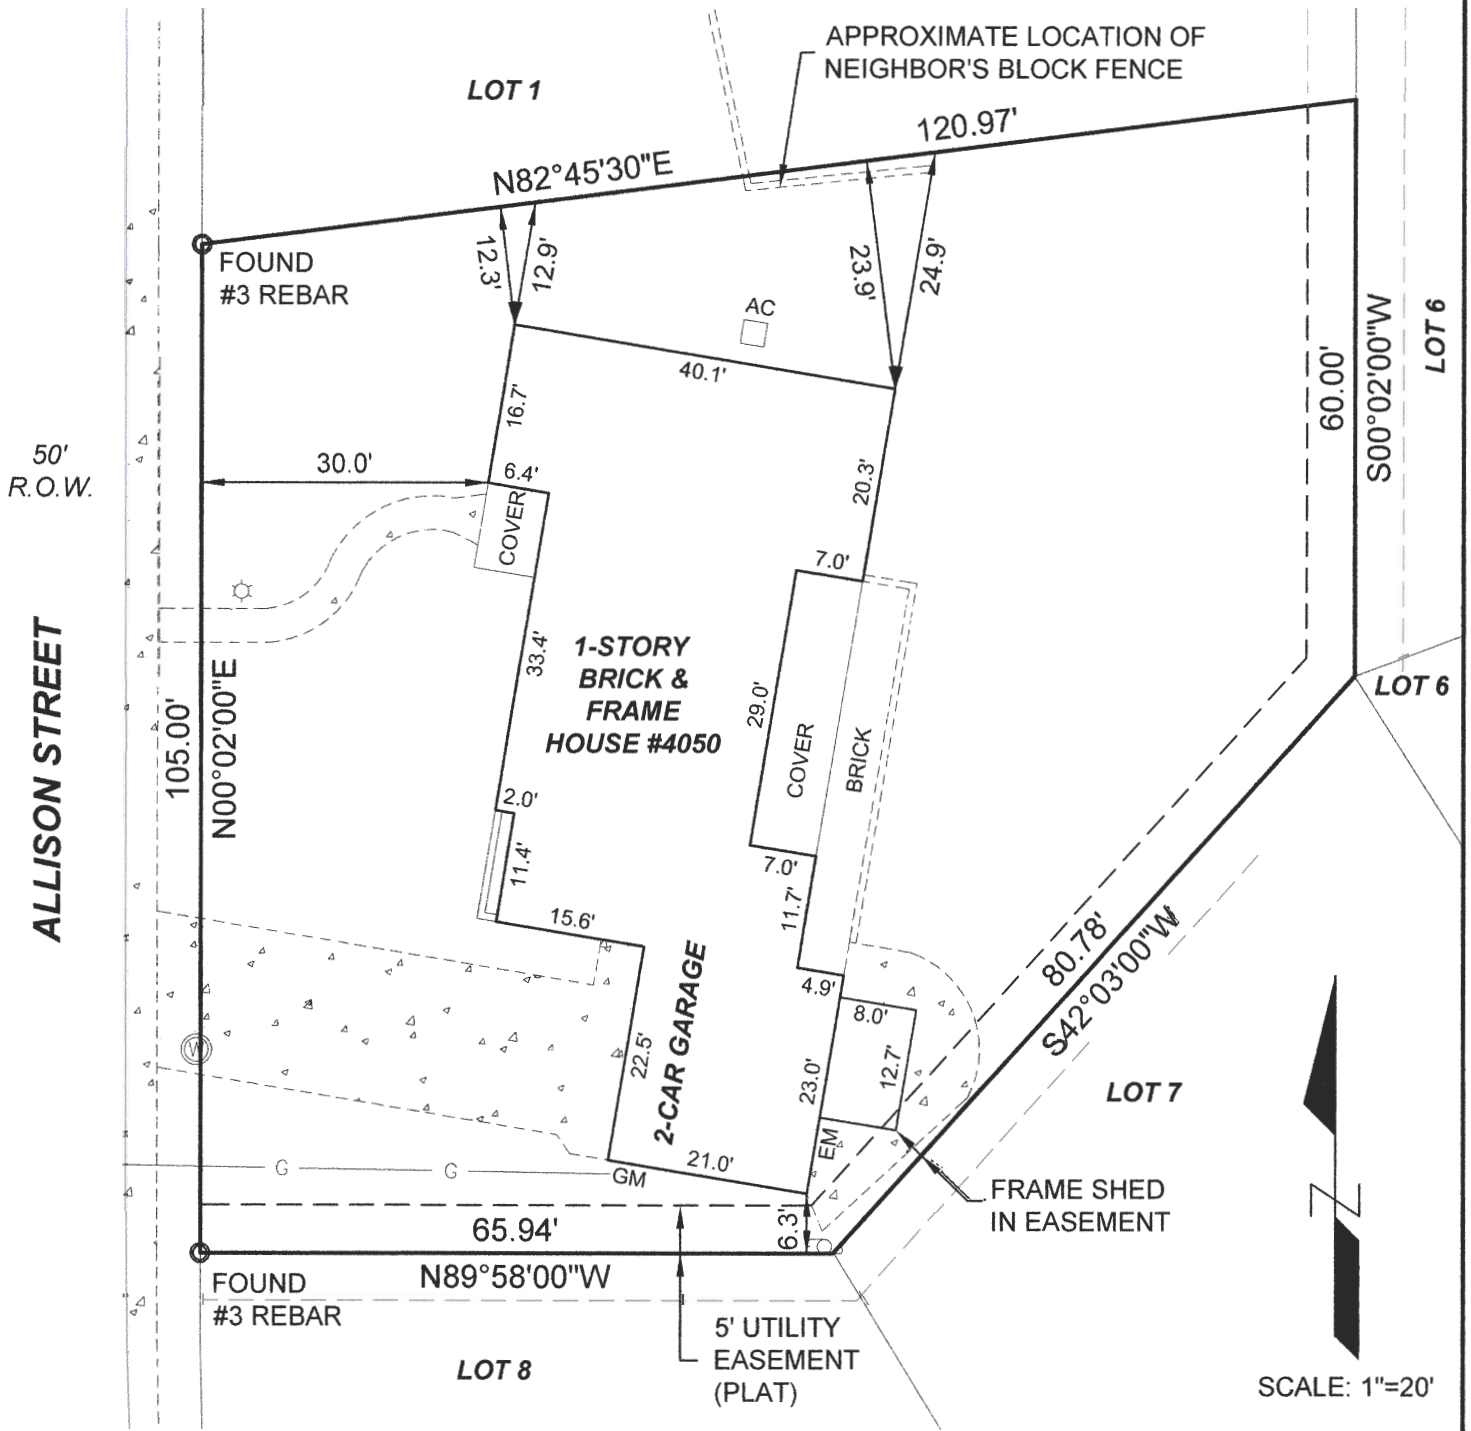 APPROXIMATE LOCATION OF
NEIGHBOR'S BLOCK FENCE
LOT 1
120.97'
N82°45'30"E
FOUND
#3 REBAR
12.3'
12.9'
23.9'
24.9'
AC
40.1'
16.7'
60.00'
S00°02'00"W
LOT 6
50'
R.O.W.
30.0'
6.4'
COVER
20.3'
7.0'
ALLISON STREET
105.00'
N00°02'00"E
33.4'
1-STORY
BRICK &
FRAME
HOUSE #4050
29.0'
COVER
BRICK
LOT 6
2.0'
11.4'
7.0'
11.7'
15.6'
2-CAR GARAGE
4.9'
8.0'
12.7'
22.5'
23.0'
80.78'
S42°03'00"W
W
LOT 7
EM
G
G
GM
21.0'
FRAME SHED
IN EASEMENT
65.94'
6.3'
N89°58'00"W
FOUND
#3 REBAR
5' UTILITY
EASEMENT
(PLAT)
LOT 8
N
SCALE: 1"=20'